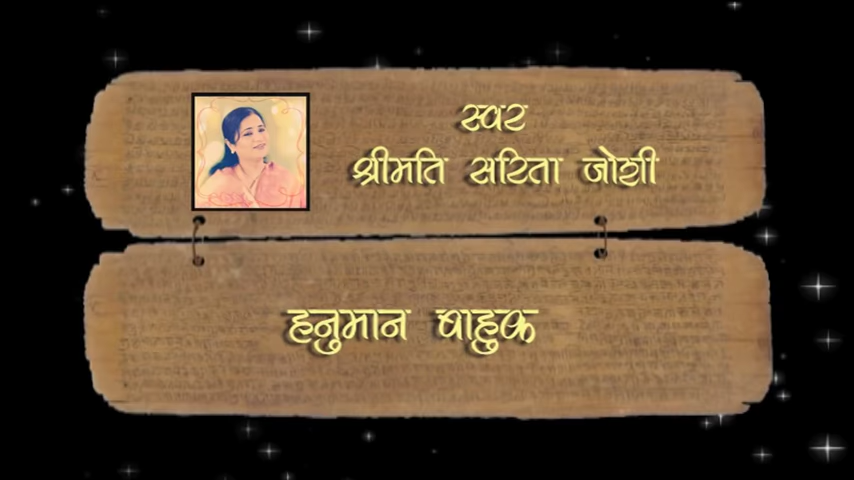 स्वर
श्रीमति सरिता जोशी
हनुमान बाहुक